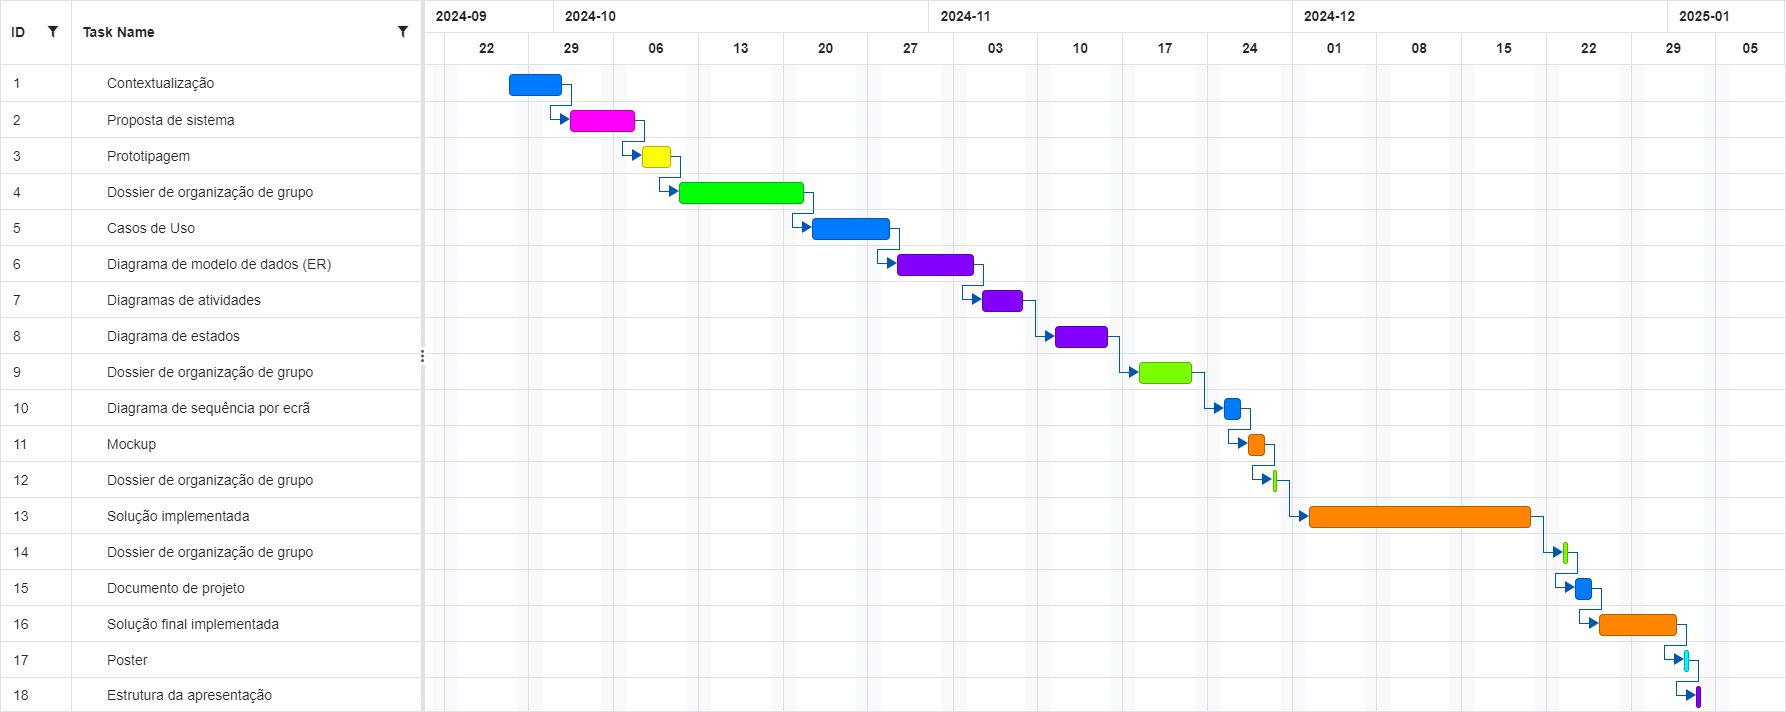 ID Task Name 2024-09 2024-10 2024-11 2024-12 2025-01
22 29 06 13 20 27 03 10 17 24 01 08 15 22 29 05
1 Contextualização
2 Proposta de sistema
3 Prototipagem
4 Dossier de organização de grupo
5 Casos de Uso
6 Diagrama de modelo de dados (ER)
7 Diagramas de atividades
8 Diagrama de estados
9 Dossier de organização de grupo
10 Diagrama de sequência por ecrã
11 Mockup
12 Dossier de organização de grupo
13 Solução implementada
14 Dossier de organização de grupo
15 Documento de projeto
16 Solução final implementada
17 Poster
18 Estrutura da apresentação